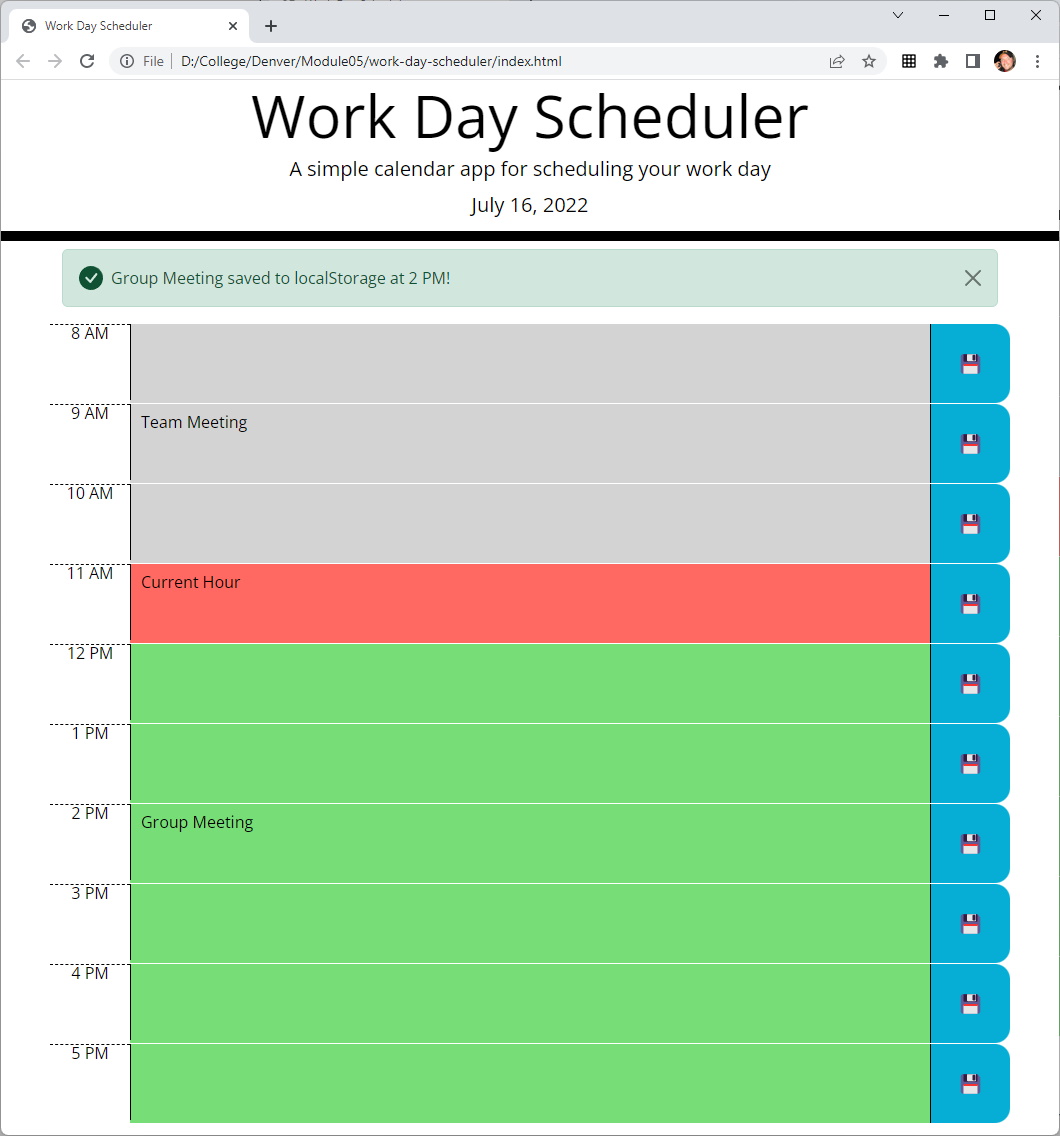 Work Day Scheduler
File
D:/College/Denver/Module05/work-day-scheduler/index.html
Work Day Scheduler
A simple calendar app for scheduling your work day
July 16, 2022
Group Meeting saved to localStorage at 2 PM!
8 AM
9 AM
Team Meeting
10 AM
11 AM
Current Hour
12 PM
1 PM
2 PM
Group Meeting
3 PM
4 PM
5 PM